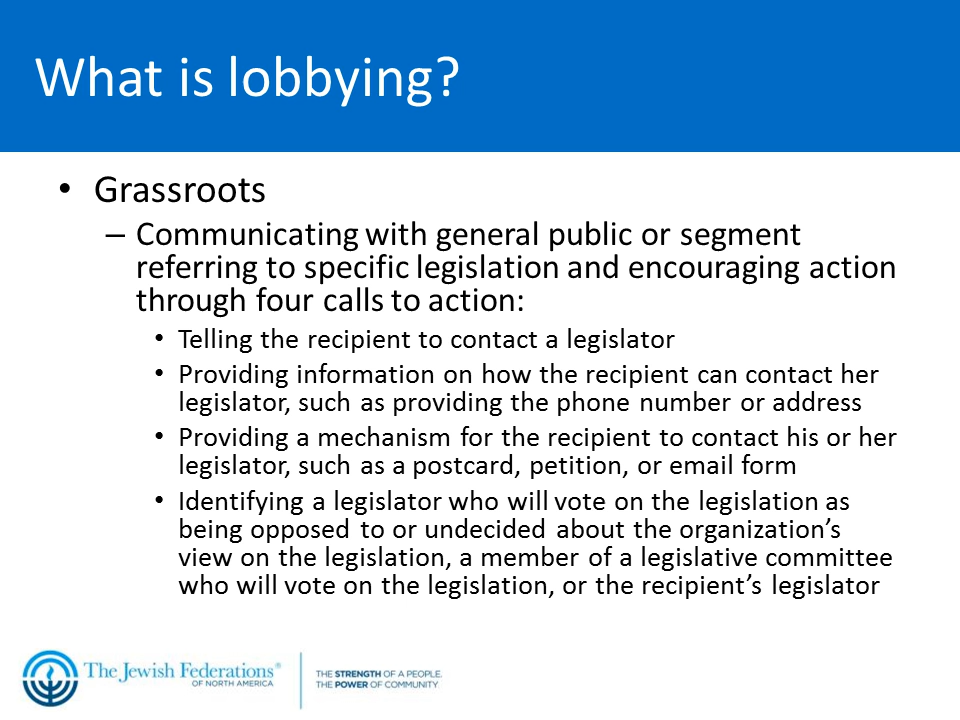 What is lobbying?
• Grassroots
– Communicating with general public or segment
referring to specific legislation and encouraging action
through four calls to action:
• Telling the recipient to contact a legislator
• Providing information on how the recipient can contact her
legislator, such as providing the phone number or address
• Providing a mechanism for the recipient to contact his or her
legislator, such as a postcard, petition, or email form
• Identifying a legislator who will vote on the legislation as
being opposed to or undecided about the organization’s
view on the legislation, a member of a legislative committee
who will vote on the legislation, or the recipient’s legislator
The Jewish Federations®
OF NORTH AMERICA
THE STRENGTH OF A PEOPLE.
THE POWER OF COMMUNITY